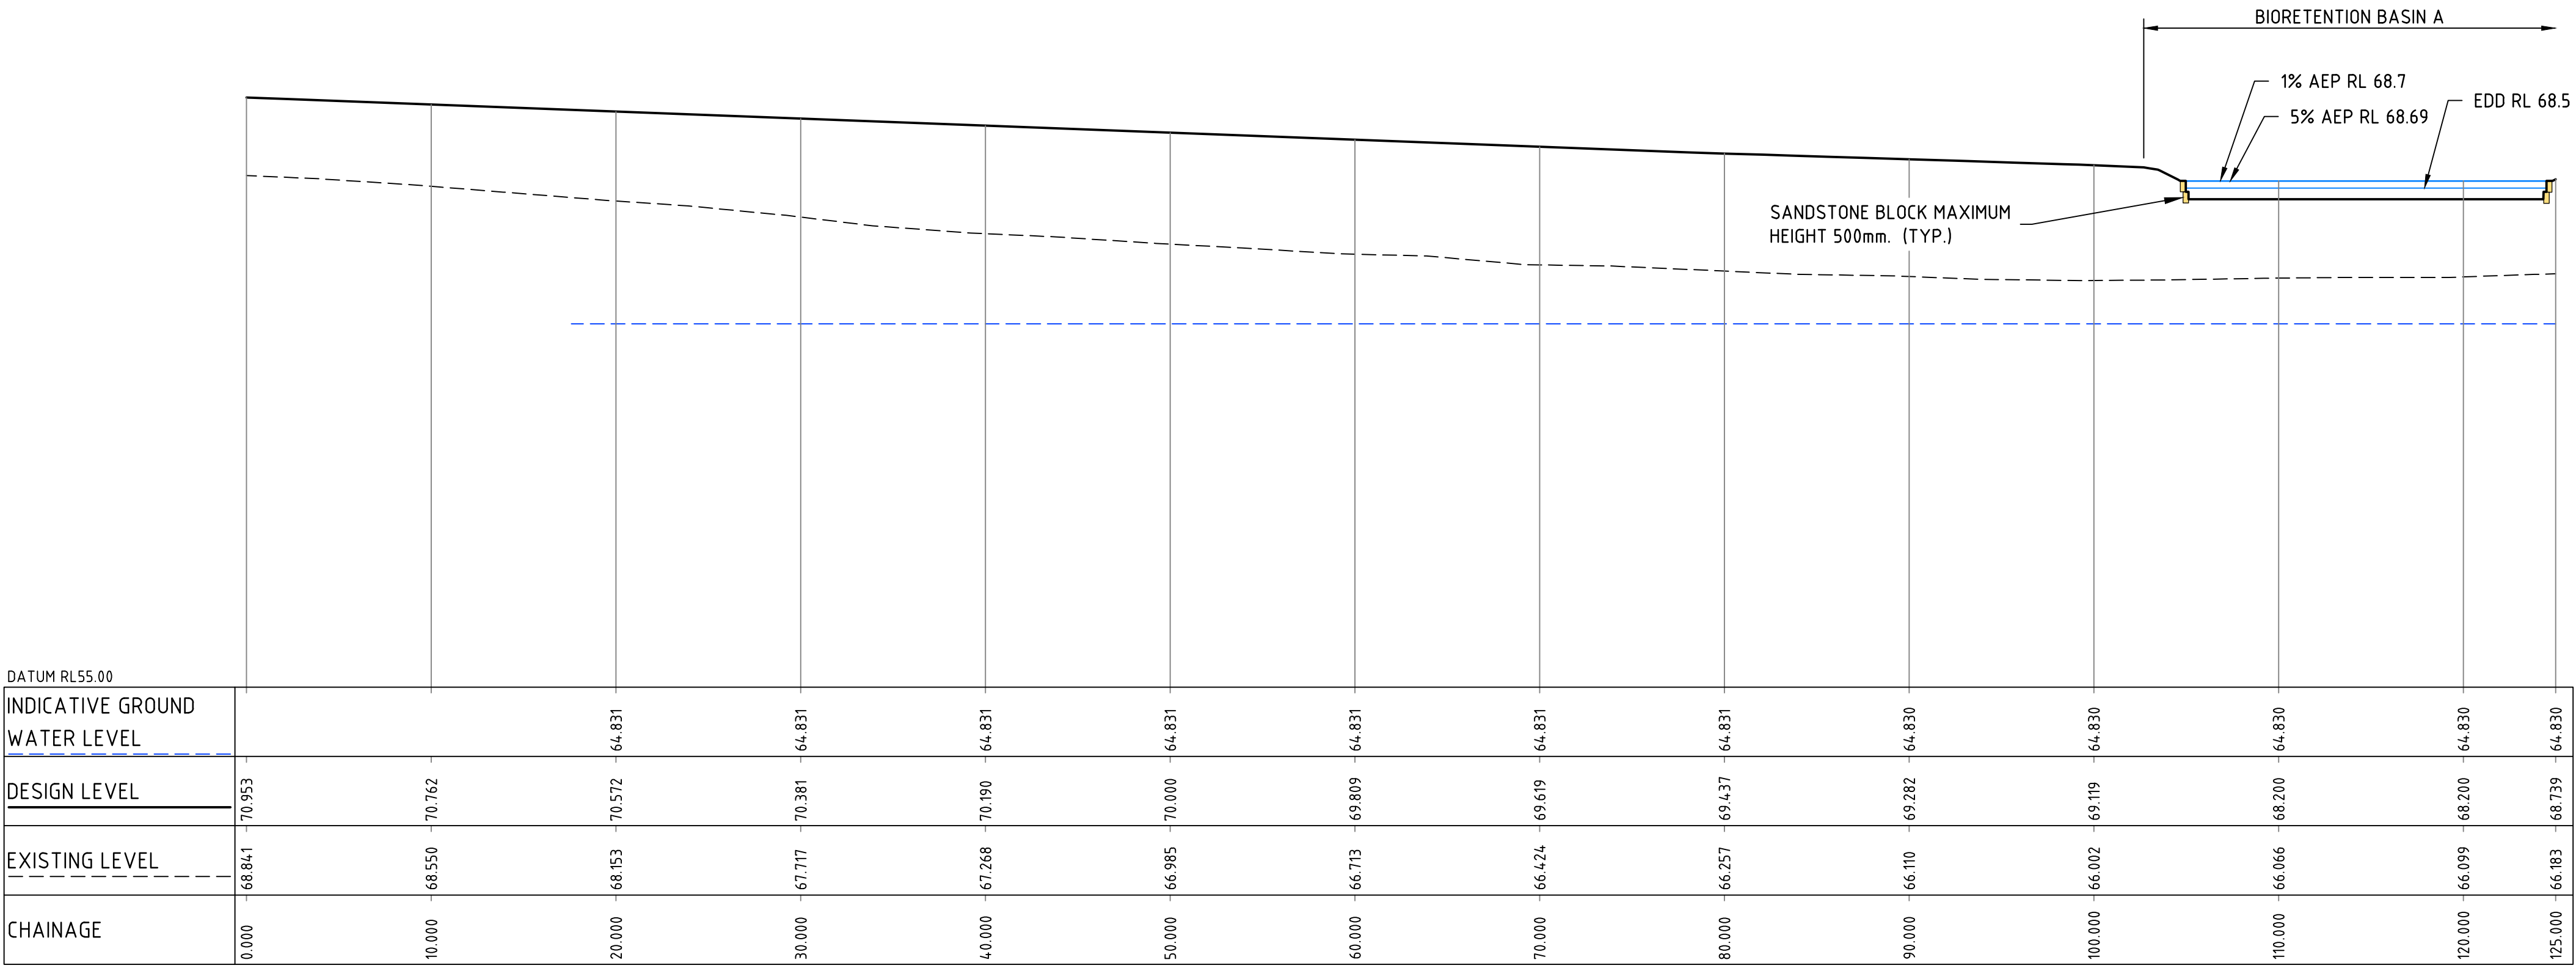 BIORETENTION BASIN A
1% AEP RL 68.7
EDD RL 68.5
5% AEP RL 68.69
SANDSTONE BLOCK MAXIMUM
HEIGHT 500mm. (TYP.)
DATUM RL55.00
INDICATIVE GROUND
WATER LEVEL
64.831 64.831 64.831 64.831 64.831 64.831 64.831 64.830 64.830 64.830 64.830 64.830
DESIGN LEVEL 70.953 70.762 70.572 70.381 70.190 70.000 69.809 69.619 69.437 69.282 69.119 68.200 68.200 68.739
EXISTING LEVEL 68.841 68.550 68.153 67.717 67.268 66.985 66.713 66.424 66.257 66.110 66.002 66.066 66.099 66.183
CHAINAGE 0.000 10.000 20.000 30.000 40.000 50.000 60.000 70.000 80.000 90.000 100.000 110.000 120.000 125.000